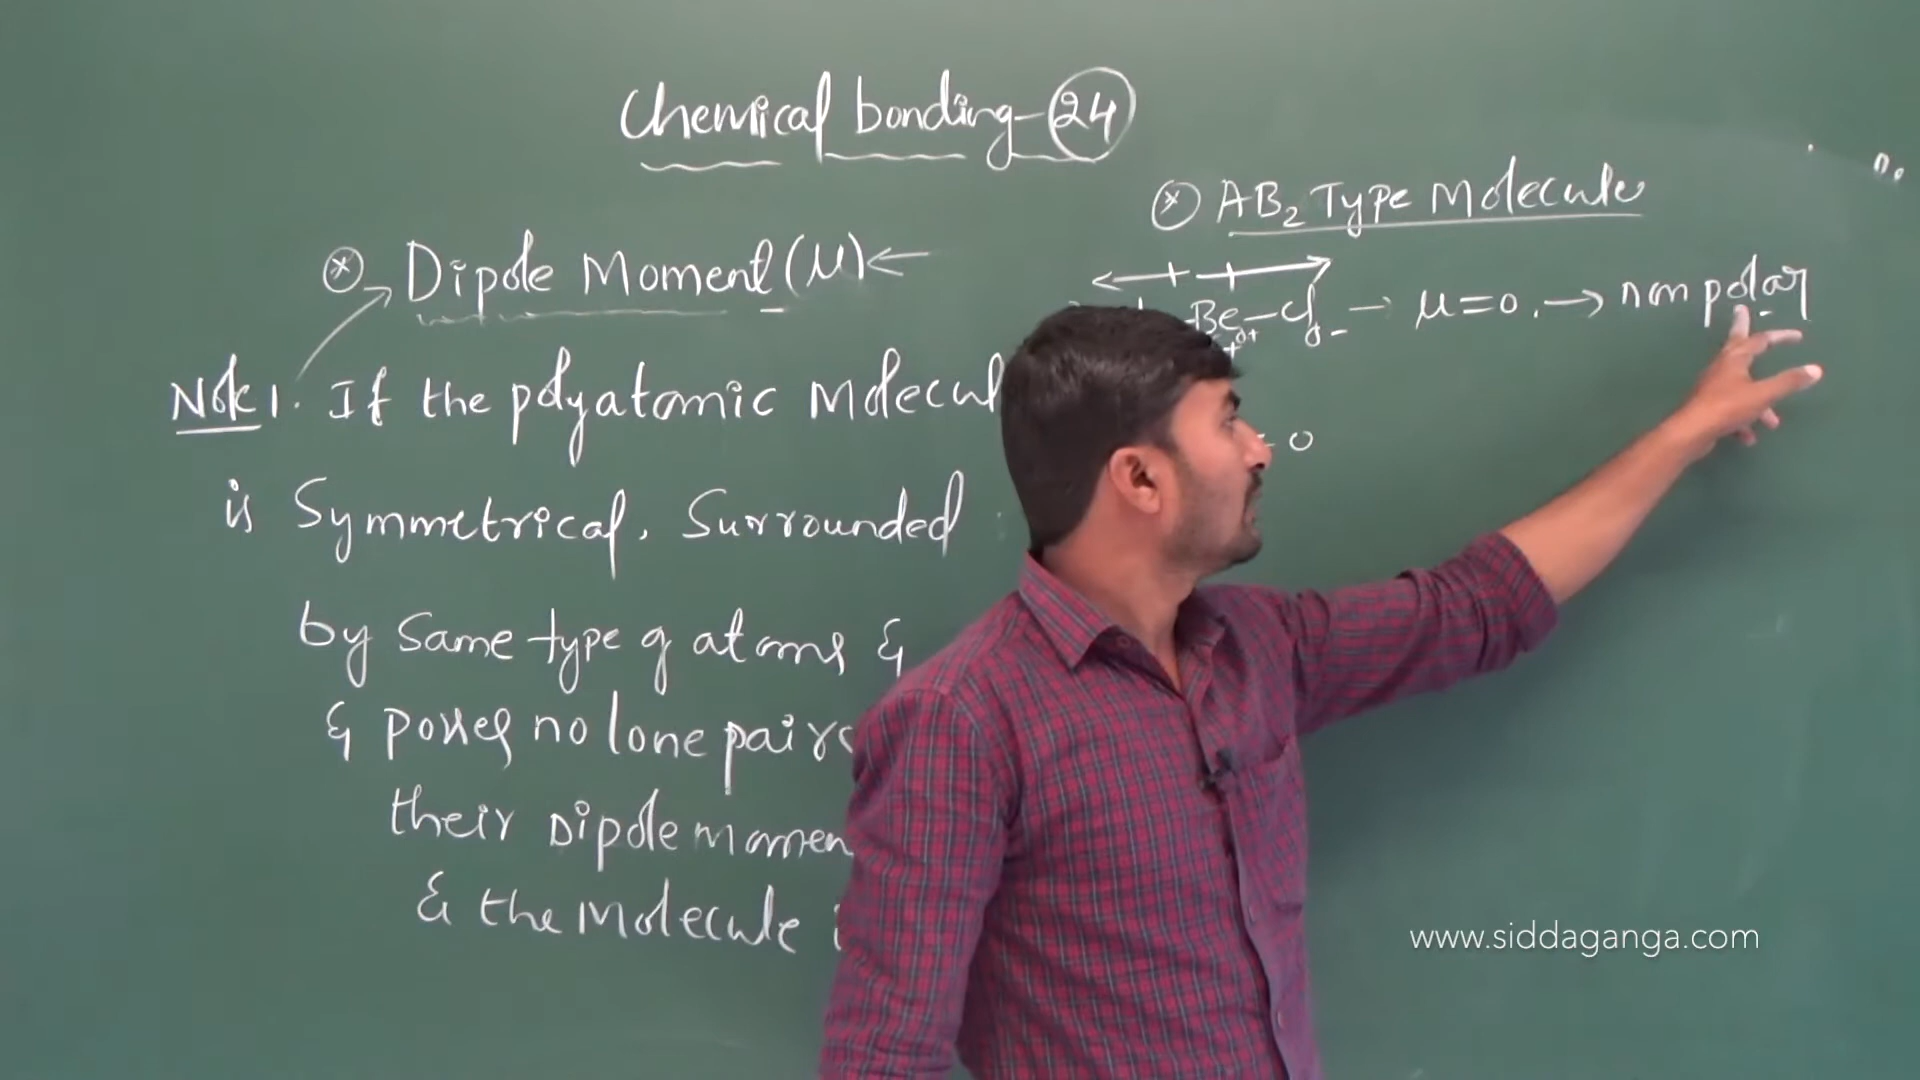 Chemical bonding-24
Dipole Moment (μ) ←
Note 1. If the polyatomic Molecul
is Symmetrical, Surrounded
by same type of atoms &
& posses no lone pairs
their Dipole momen
& the Molecule i
AB₂ Type Molecule
Be-Cl → μ=0. → non polar
= 0
www.siddaganga.com